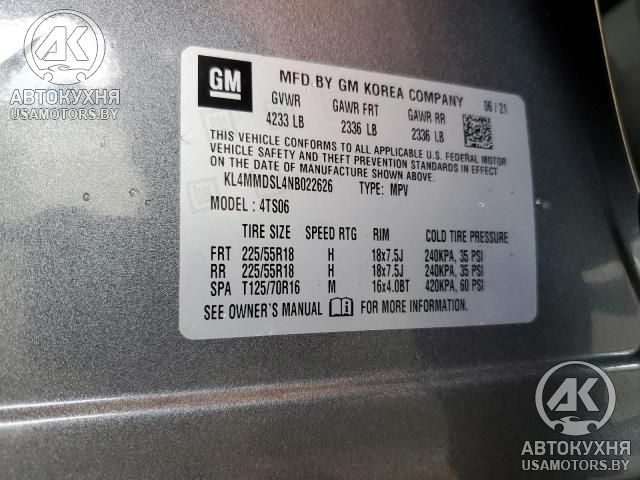 АК
АВТОКУХНЯ
USAMOTORS.BY
GM
MFD.BY GM KOREA COMPANY
06 / 21
GVWR GAWR FRT GAWR RR
4233 LB 2336 LB 2336 LB
THIS VEHICLE CONFORMS TO ALL APPLICABLE U.S. FEDERAL MOTOR
VEHICLE SAFETY AND THEFT PREVENTION STANDARDS IN EFFECT
ON THE DATE OF MANUFACTURE SHOWN ABOVE.
KL4MMDSL4NB022626 TYPE: MPV
MODEL : 4TS06
TIRE SIZE SPEED RTG RIM COLD TIRE PRESSURE
FRT 225/55R18 H 18x7.5J 240KPA, 35 PSI
RR 225/55R18 H 18x7.5J 240KPA, 35 PSI
SPA T125/70R16 M 16x4.0BT 420KPA, 60 PSI
SEE OWNER'S MANUAL FOR MORE INFORMATION.
АК
АВТОКУХНЯ
USAMOTORS.BY